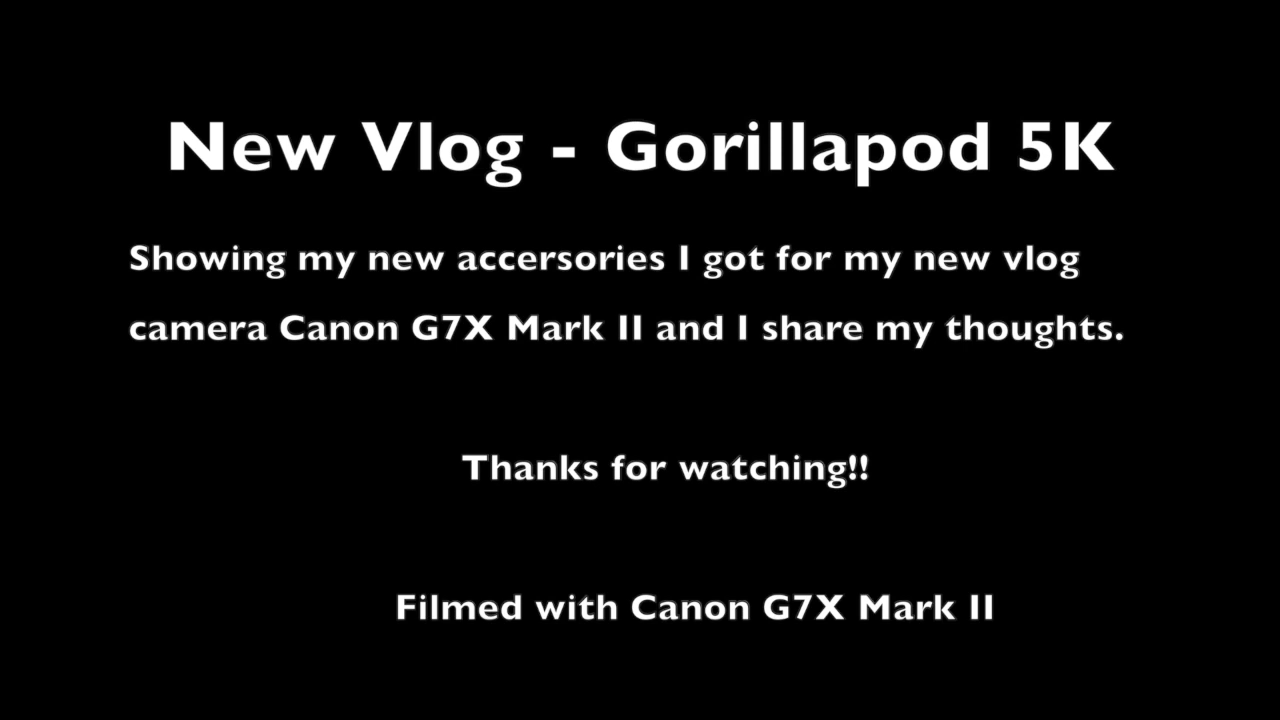 New Vlog - Gorillapod 5K
Showing my new accersories I got for my new vlog
camera Canon G7X Mark II and I share my thoughts.
Thanks for watching!!
Filmed with Canon G7X Mark II